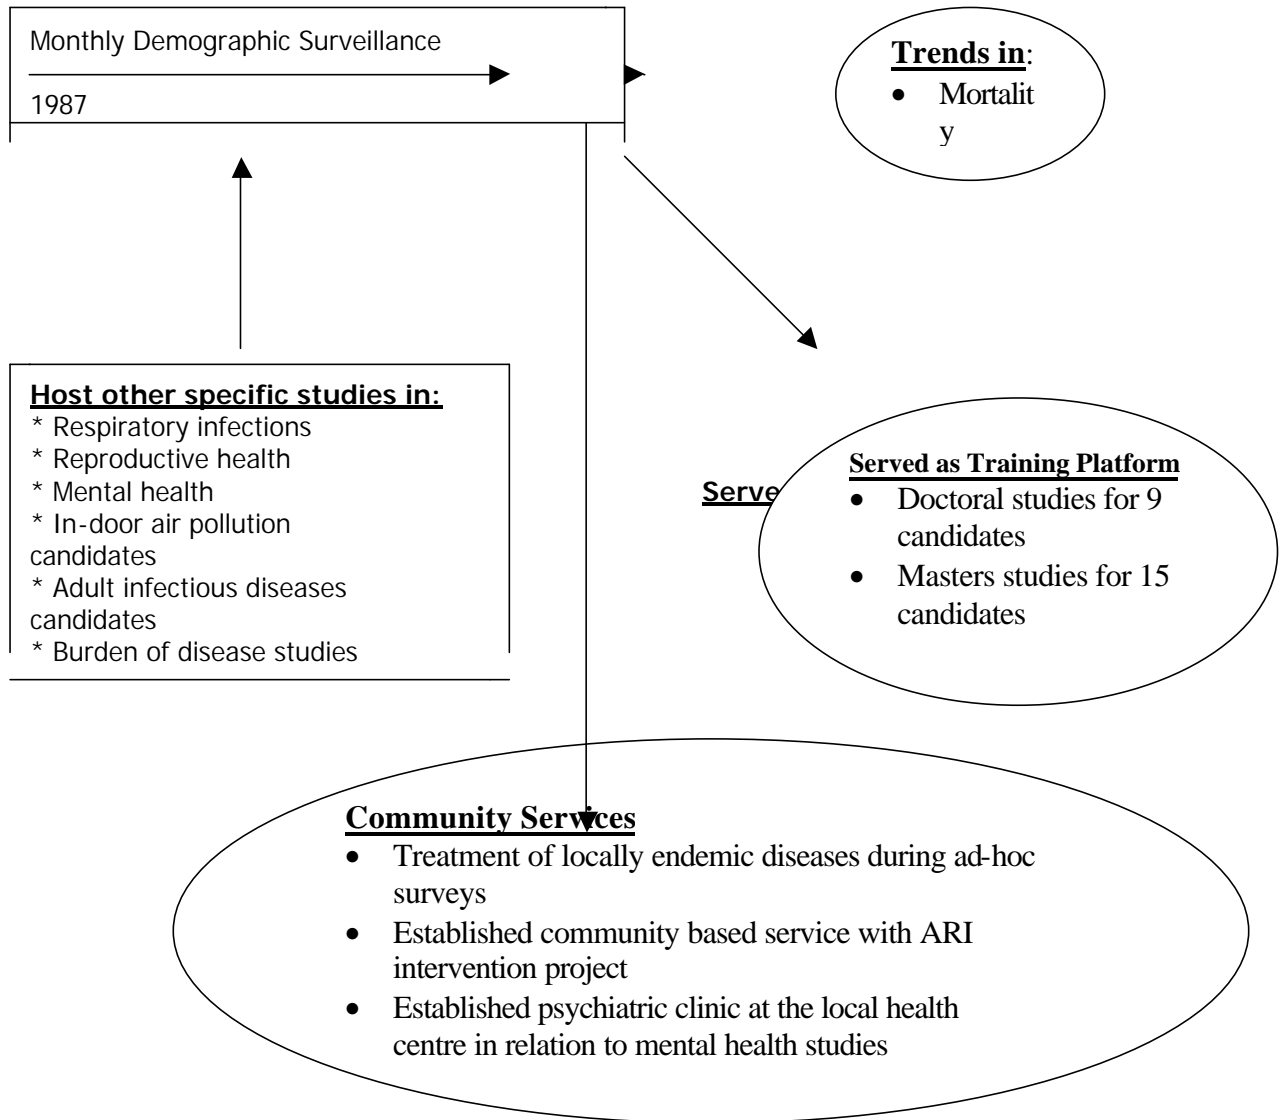 Monthly Demographic Surveillance
1987
Trends in:
• Mortalit
y
Host other specific studies in:
* Respiratory infections
* Reproductive health
* Mental health
* In-door air pollution
candidates
* Adult infectious diseases
candidates
* Burden of disease studies
Serve
Served as Training Platform
• Doctoral studies for 9
candidates
• Masters studies for 15
candidates
Community Services
• Treatment of locally endemic diseases during ad-hoc
surveys
• Established community based service with ARI
intervention project
• Established psychiatric clinic at the local health
centre in relation to mental health studies